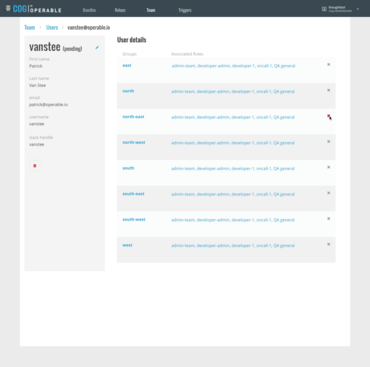 COG BY OPERABLE
Bundles
Relays
Team
Triggers
thoughtbot
Cog Administrator
Team > Users > vanstee@operable.io
vanstee (pending)
first name
Patrick
Last name
Van Stee
email
patrick@operable.io
username
vanstee
slack handle
vanstee
User details
Groups
Associated Roles
east
admin-team, developer-admin, developer-1, oncall-1, QA general
north
admin-team, developer-admin, developer-1, oncall-1, QA general
north-east
admin-team, developer-admin, developer-1, oncall-1, QA general
north-west
admin-team, developer-admin, developer-1, oncall-1, QA general
south
admin-team, developer-admin, developer-1, oncall-1, QA general
south-east
admin-team, developer-admin, developer-1, oncall-1, QA general
south-west
admin-team, developer-admin, developer-1, oncall-1, QA general
west
admin-team, developer-admin, developer-1, oncall-1, QA general